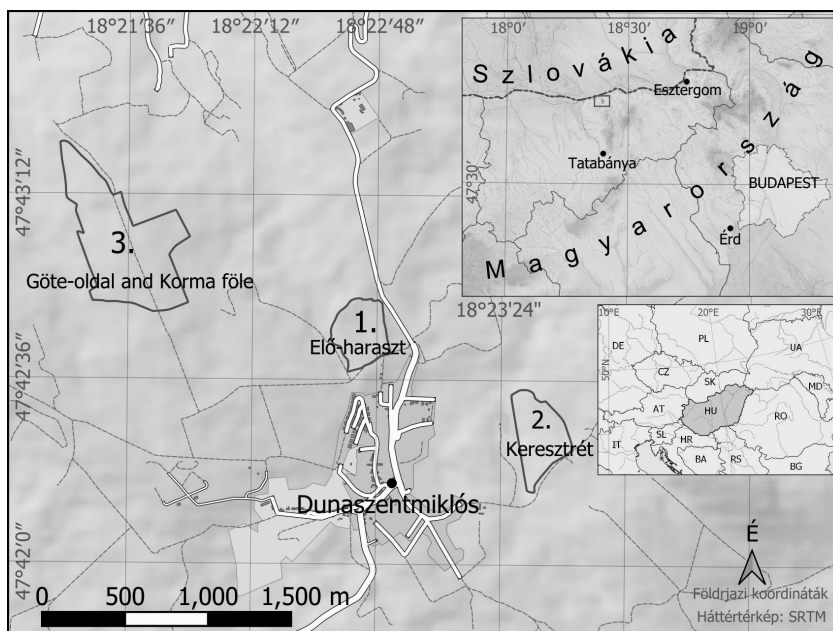 18°21'36" 18°22'12" 18°22'48"
47°43'12"
47°42'36"
47°42'0"
18°23'24"
3.
Göte-oldal and Korma föle
1.
Elő-haraszt
2.
Keresztrét
Dunaszentmiklós
0 500 1,000 1,500 m
18°0 18°30' 19°0'
47°30'
Szlovákia
Magyarország
Esztergom
Tatabánya
BUDAPEST
Érd
10°E 20°E 30°E
50°N
DE
PL
UA
CZ
SK
MD
AT
HU
RO
SL
HR
IT
BA
RS
BG
É
Földrjazi koordináták
Háttértérkép: SRTM